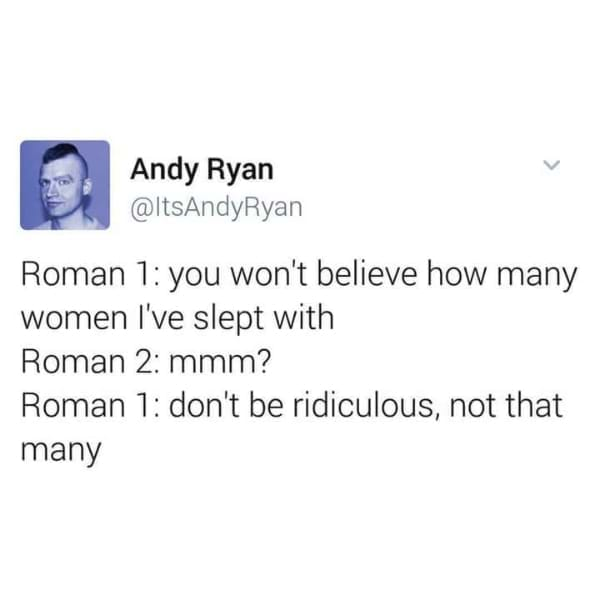 Andy Ryan
@ItsAndyRyan
Roman 1: you won't believe how many
women I've slept with
Roman 2: mmm?
Roman 1: don't be ridiculous, not that
many